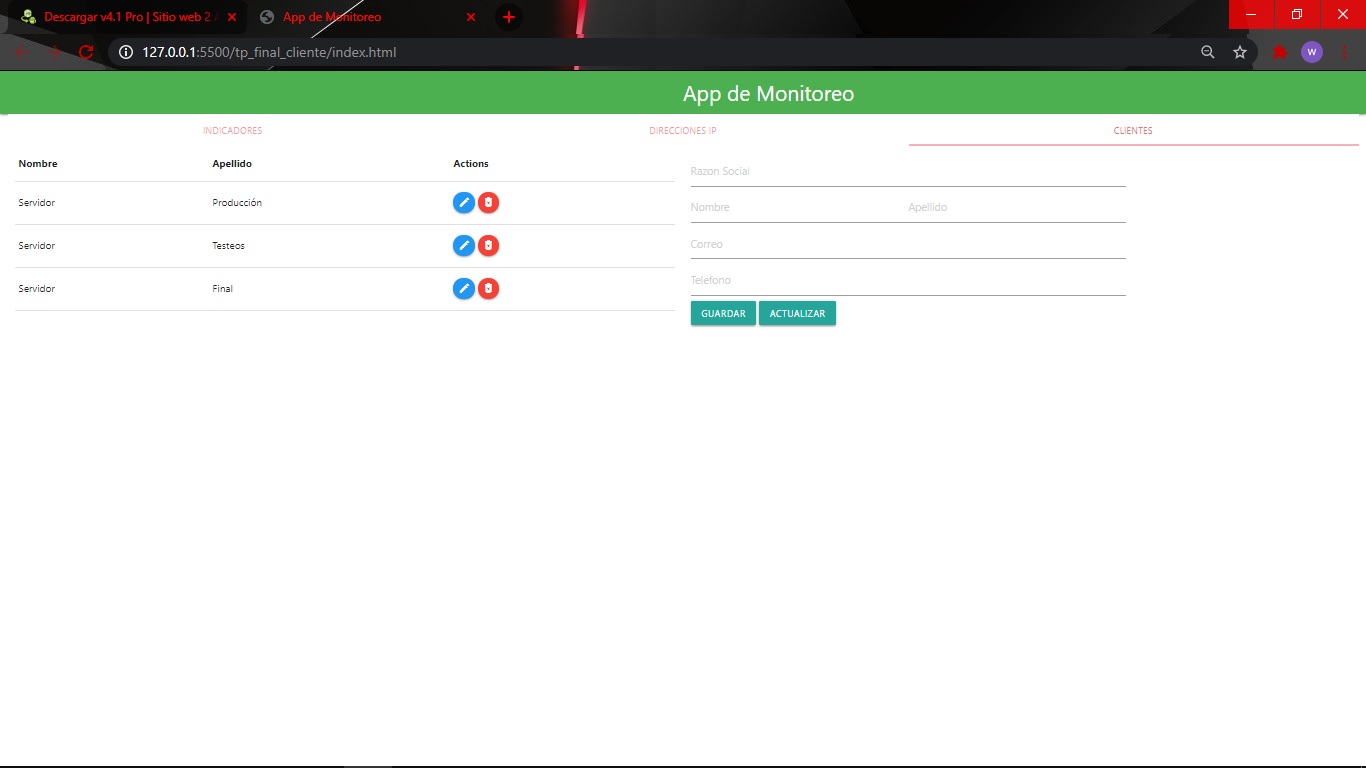 Descargar v4.1 Pro | Sitio web 2
App de Monitoreo
127.0.0.1:5500/tp_final_cliente/index.html
W
App de Monitoreo
INDICADORES
DIRECCIONES IP
CLIENTES
Nombre Apellido Actions
Servidor Producción
Servidor Testeos
Servidor Final
Razon Social
Nombre Apellido
Correo
Telefono
GUARDAR ACTUALIZAR